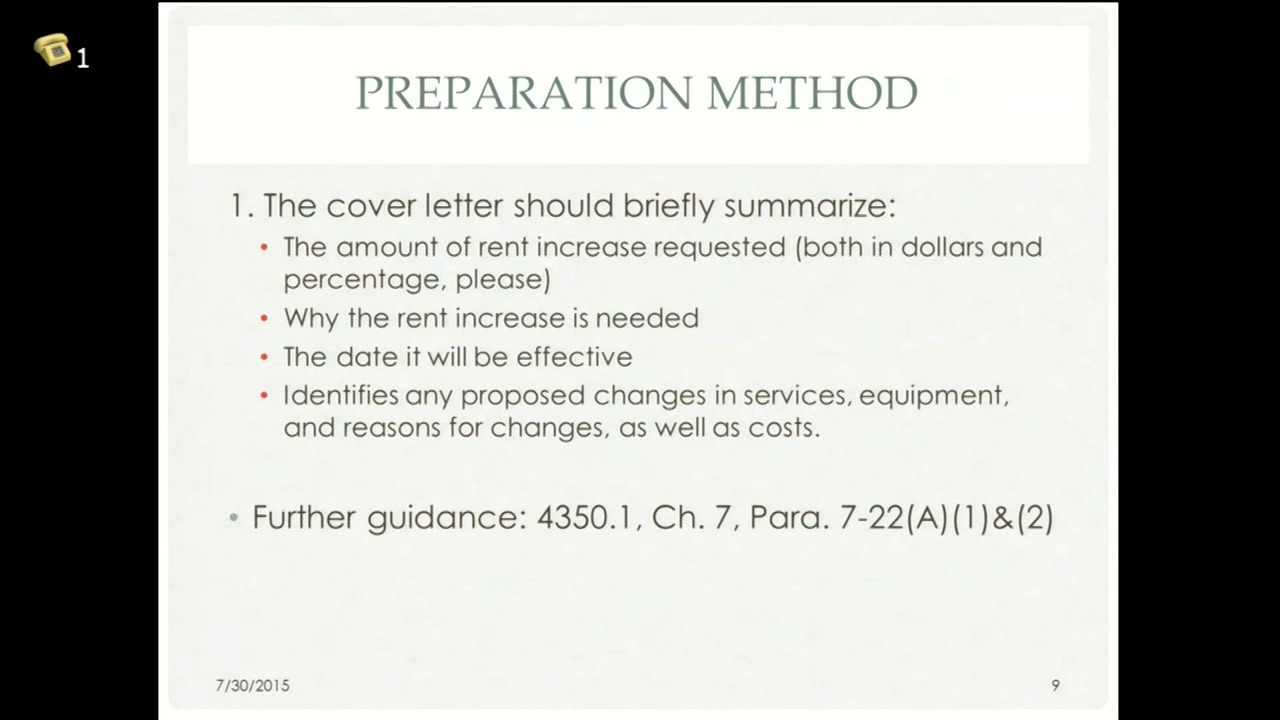 1
PREPARATION METHOD
1. The cover letter should briefly summarize:
• The amount of rent increase requested (both in dollars and
percentage, please)
• Why the rent increase is needed
• The date it will be effective
• Identifies any proposed changes in services, equipment,
and reasons for changes, as well as costs.
• Further guidance: 4350.1, Ch. 7, Para. 7-22(A)(1)&(2)
7/30/2015
9